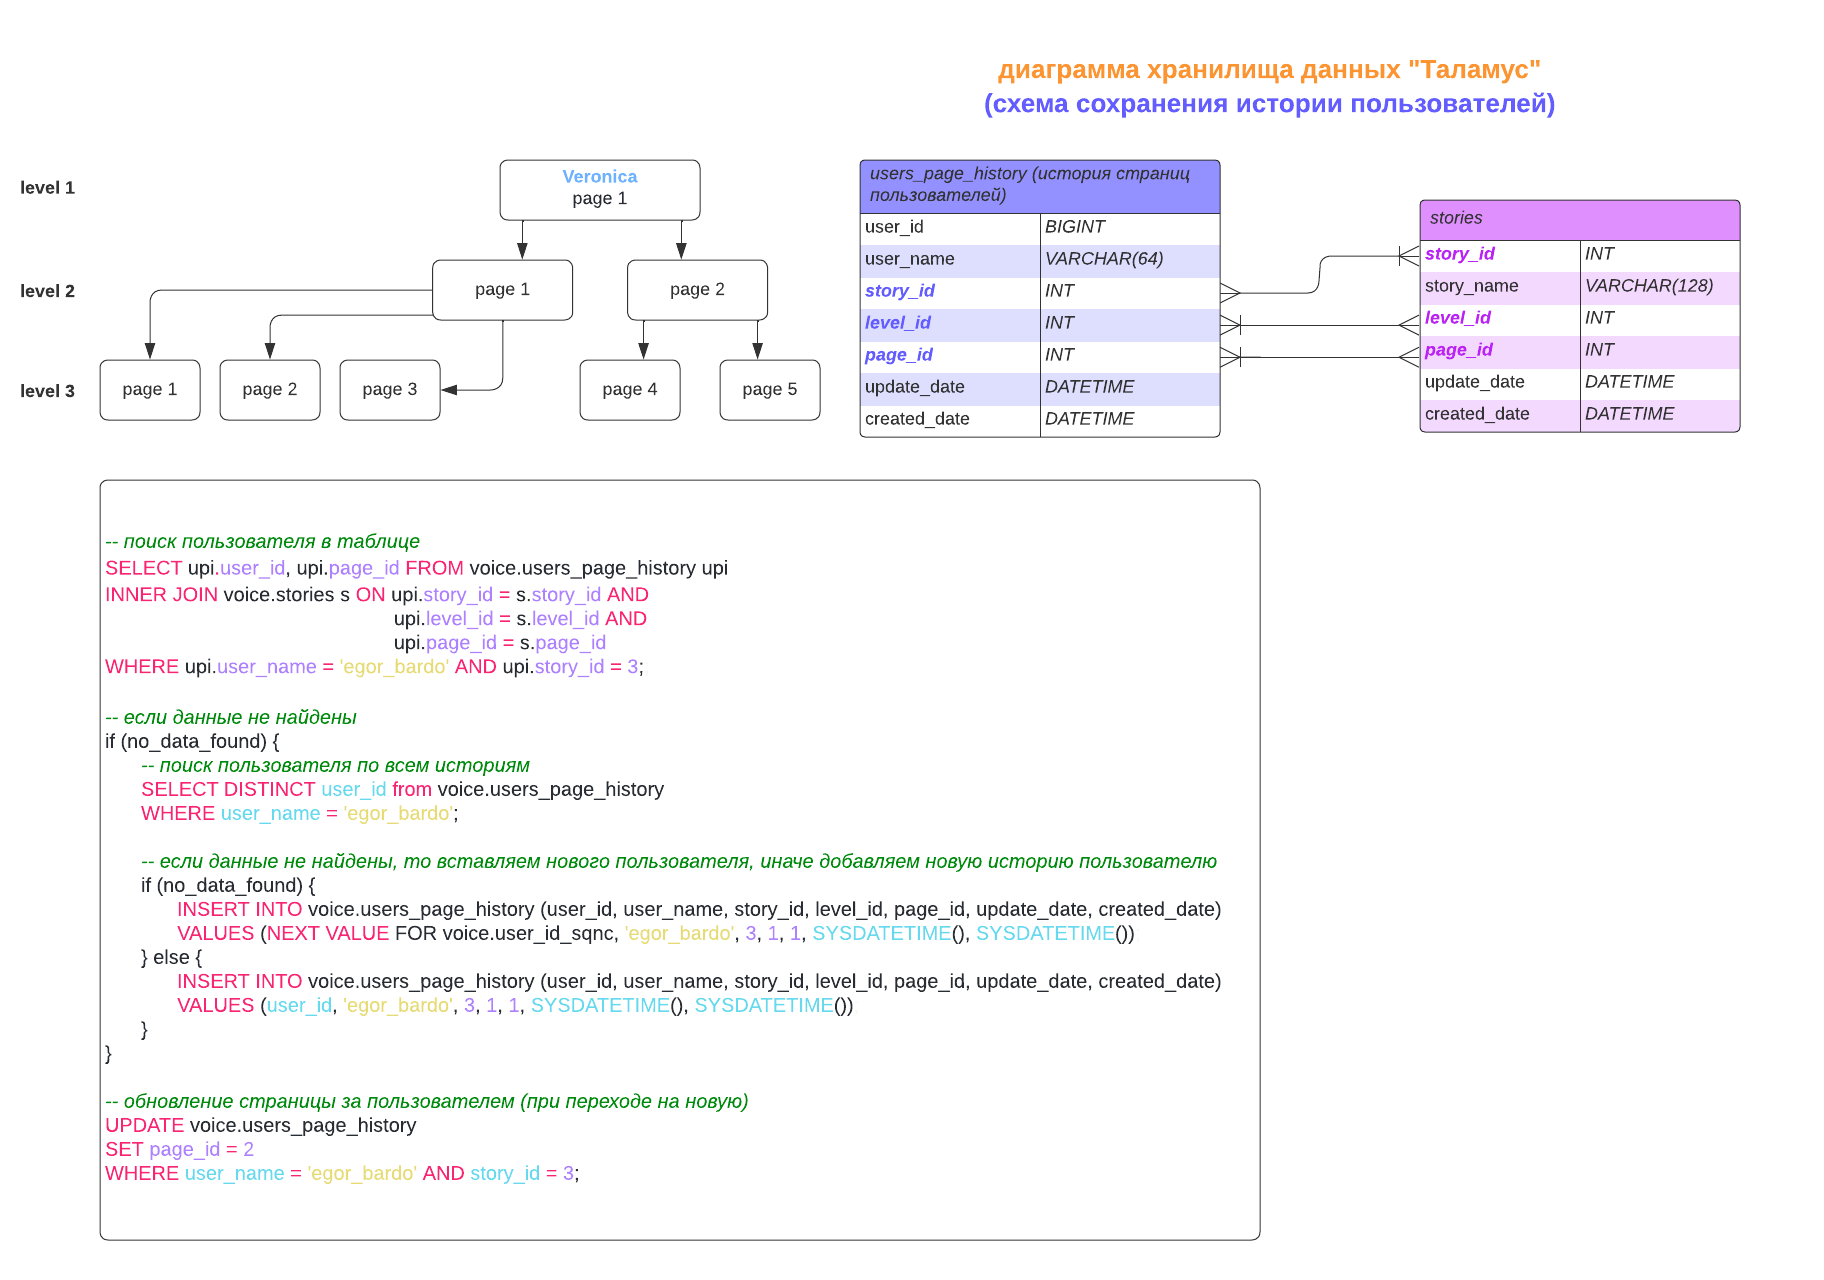 диаграмма хранилища данных "Таламус"
(схема сохранения истории пользователей)
level 1
Veronica
page 1
level 2
page 1
page 2
level 3
page 1
page 2
page 3
page 4
page 5
users_page_history (история страниц
пользователей)
user_id BIGINT
user_name VARCHAR(64)
story_id INT
level_id INT
page_id INT
update_date DATETIME
created_date DATETIME
stories
story_id INT
story_name VARCHAR(128)
level_id INT
page_id INT
update_date DATETIME
created_date DATETIME
-- поиск пользователя в таблице
SELECT upi.user_id, upi.page_id FROM voice.users_page_history upi
INNER JOIN voice.stories s ON upi.story_id = s.story_id AND
upi.level_id = s.level_id AND
upi.page_id = s.page_id
WHERE upi.user_name = 'egor_bardo' AND upi.story_id = 3;
-- если данные не найдены
if (no_data_found) {
-- поиск пользователя по всем историям
SELECT DISTINCT user_id from voice.users_page_history
WHERE user_name = 'egor_bardo';
-- если данные не найдены, то вставляем нового пользователя, иначе добавляем новую историю пользователю
if (no_data_found) {
INSERT INTO voice.users_page_history (user_id, user_name, story_id, level_id, page_id, update_date, created_date)
VALUES (NEXT VALUE FOR voice.user_id_sqnc, 'egor_bardo', 3, 1, 1, SYSDATETIME(), SYSDATETIME())
} else {
INSERT INTO voice.users_page_history (user_id, user_name, story_id, level_id, page_id, update_date, created_date)
VALUES (user_id, 'egor_bardo', 3, 1, 1, SYSDATETIME(), SYSDATETIME())
}
}
-- обновление страницы за пользователем (при переходе на новую)
UPDATE voice.users_page_history
SET page_id = 2
WHERE user_name = 'egor_bardo' AND story_id = 3;